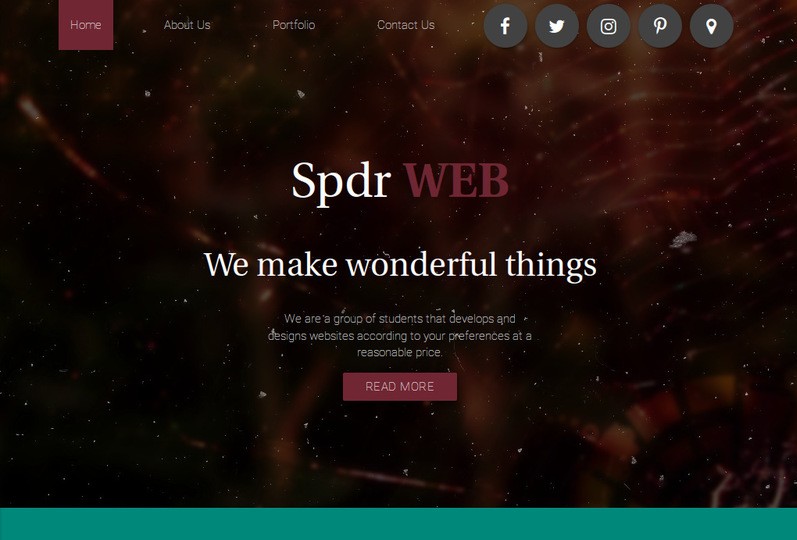 Home About Us Portfolio Contact Us
Spdr WEB
We make wonderful things
We are a group of students that develops and
designs websites according to your preferences at a
reasonable price.
READ MORE